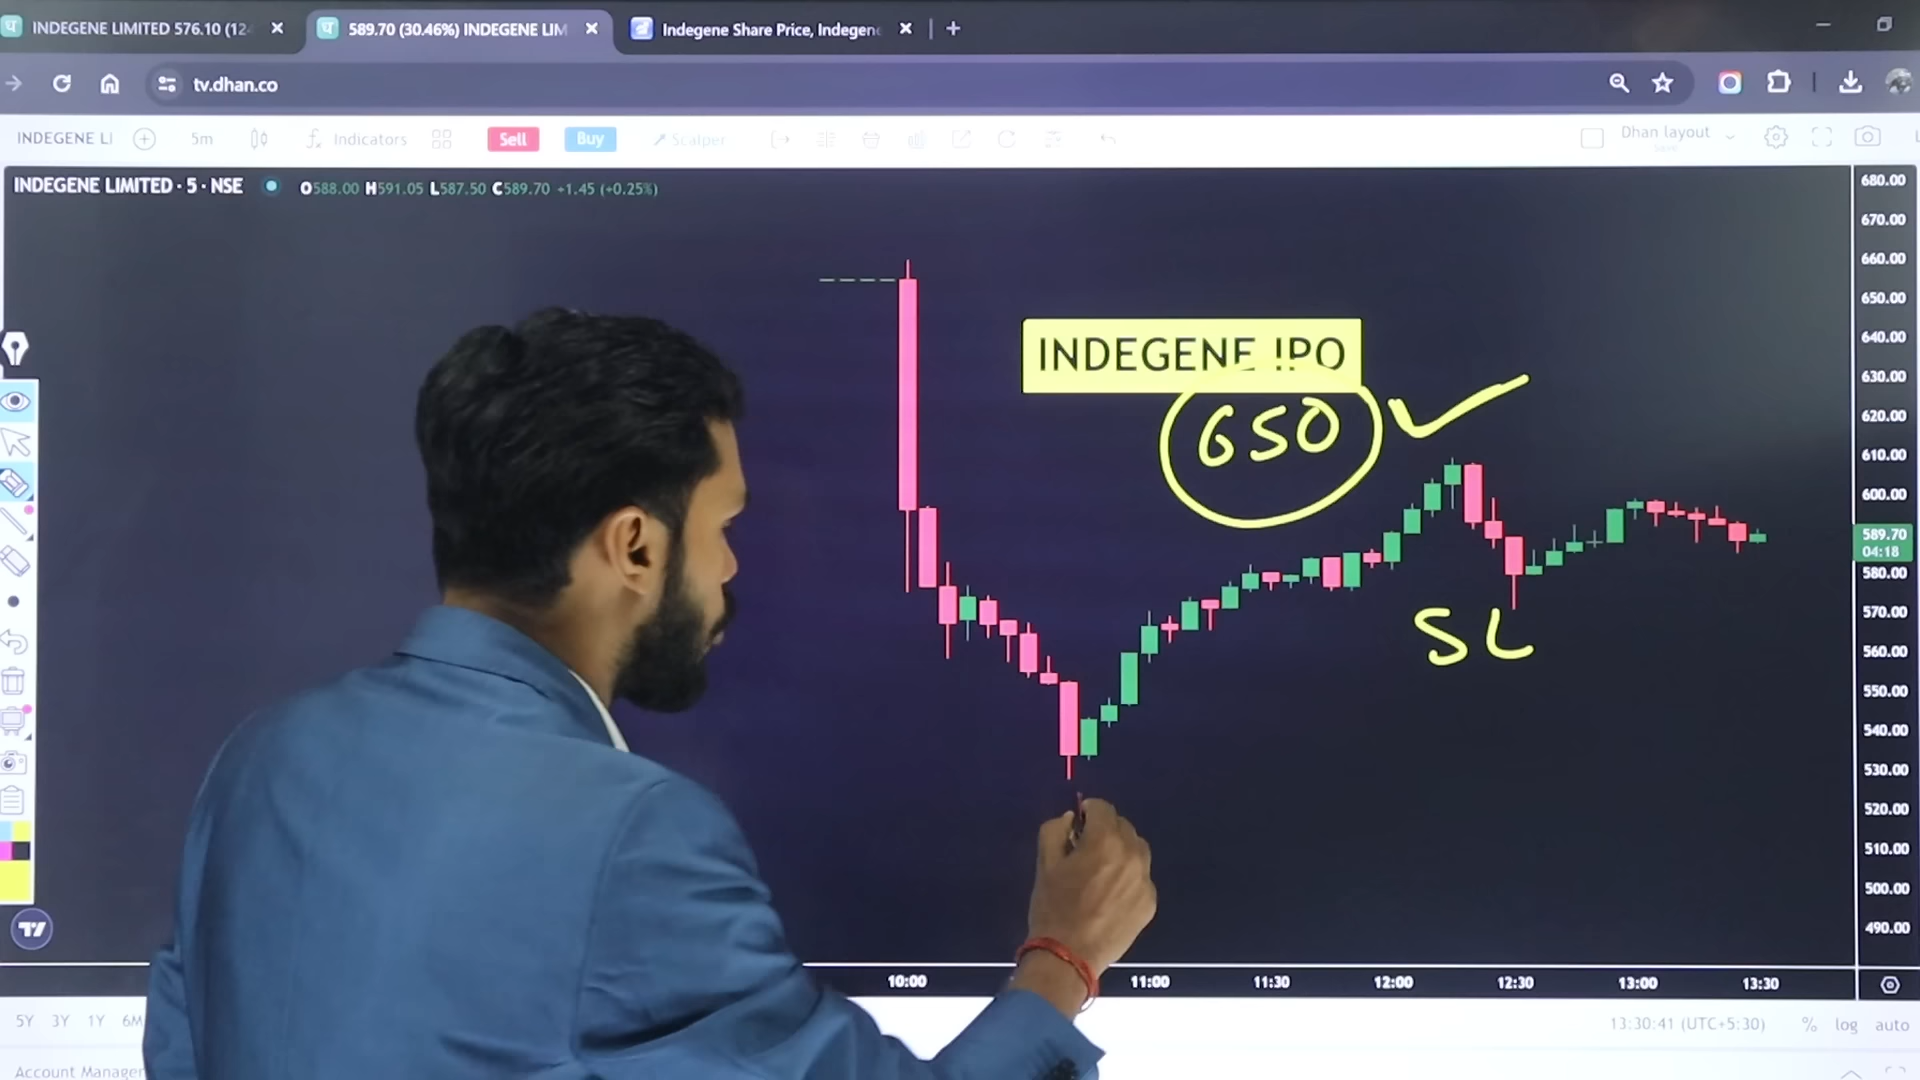 INDEGENE LIMITED 576.10 (12
589.70 (30.46%) INDEGENE LIM
Indegene Share Price, Indegen
tv.dhan.co
INDEGENE LI
5m
Indicators
Sell
Buy
Scalper
Dhan layout
Save
INDEGENE LIMITED · 5 · NSE
O588.00 H591.05 L587.50 C589.70 +1.45 (+0.25%)
INDEGENE IPO
650
SL
680.00
670.00
660.00
650.00
640.00
630.00
620.00
610.00
600.00
589.70
04:18
580.00
570.00
560.00
550.00
540.00
530.00
520.00
510.00
500.00
490.00
10:00
11:00
11:30
12:00
12:30
13:00
13:30
5Y
3Y
1Y
6M
13:30:41 (UTC+5:30)
%
log
auto
Account Manager